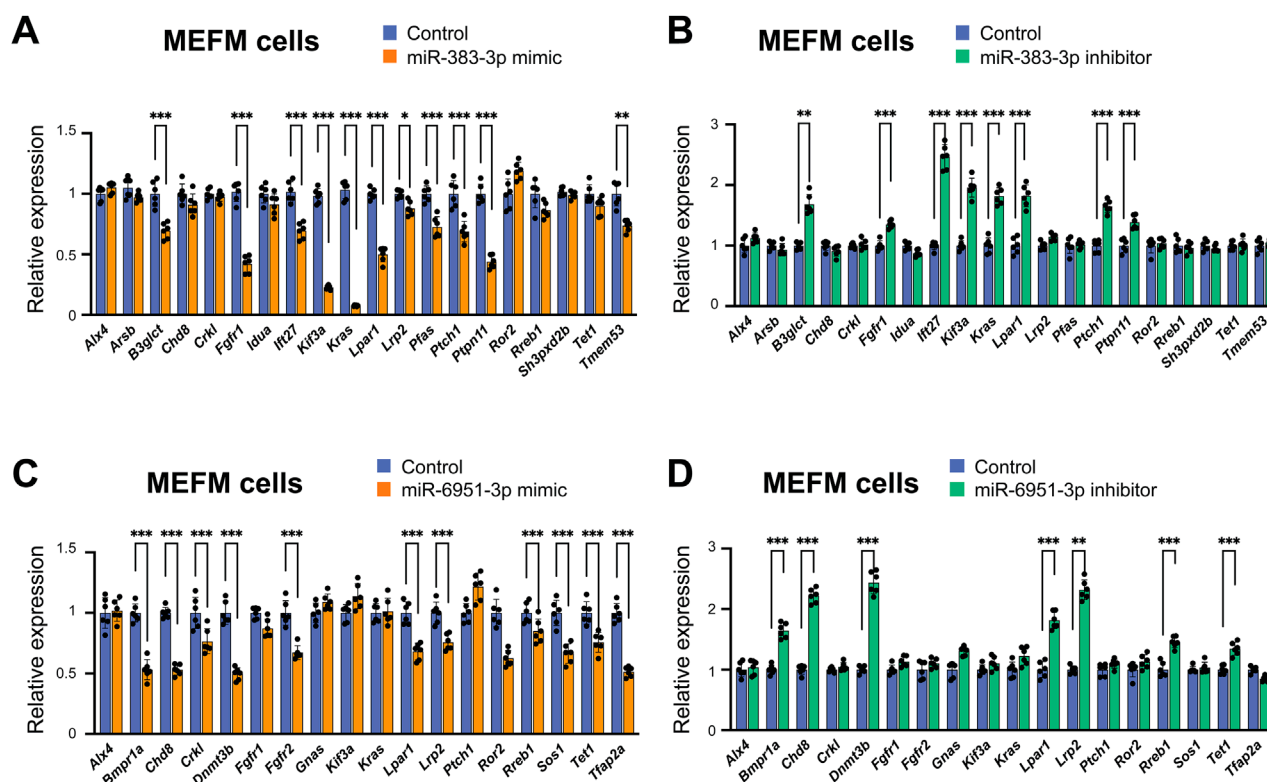 A
MEFM cells
Control
miR-383-3p mimic
*** *** *** *** *** *** * *** *** *** **
Relative expression
1.5
1
0.5
0
Alx4 Arsb B3glct Chd8 Crkl Fgfr1 Idua Ift27 Kif3a Kras Lpar1 Lrp2 Pfas Ptch1 Ptpn11 Ror2 Rreb1 Sh3pxd2b Tet1 Tmem53
B
MEFM cells
Control
miR-383-3p inhibitor
** *** *** *** *** *** *** ***
Relative expression
3
2
1
0
Alx4 Arsb B3glct Chd8 Crkl Fgfr1 Idua Ift27 Kif3a Kras Lpar1 Lrp2 Pfas Ptch1 Ptpn11 Ror2 Rreb1 Sh3pxd2b Tet1 Tmem53
C
MEFM cells
Control
miR-6951-3p mimic
*** *** *** *** *** *** *** *** *** *** ***
Relative expression
1.5
1
0.5
0
Alx4 Bmpr1a Chd8 Crkl Dnmt3b Fgfr1 Fgfr2 Gnas Kif3a Kras Lpar1 Lrp2 Ptch1 Ror2 Rreb1 Sos1 Tet1 Tfap2a
D
MEFM cells
Control
miR-6951-3p inhibitor
*** *** *** *** ** *** ***
Relative expression
3
2
1
0
Alx4 Bmpr1a Chd8 Crkl Dnmt3b Fgfr1 Fgfr2 Gnas Kif3a Kras Lpar1 Lrp2 Ptch1 Ror2 Rreb1 Sos1 Tet1 Tfap2a